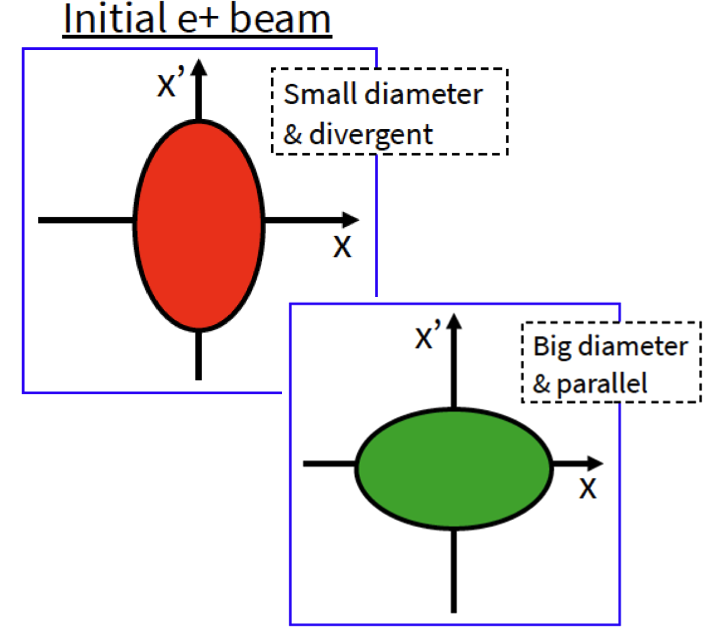 Initial e+ beam
x’
Small diameter
& divergent
x
x’
Big diameter
& parallel
x